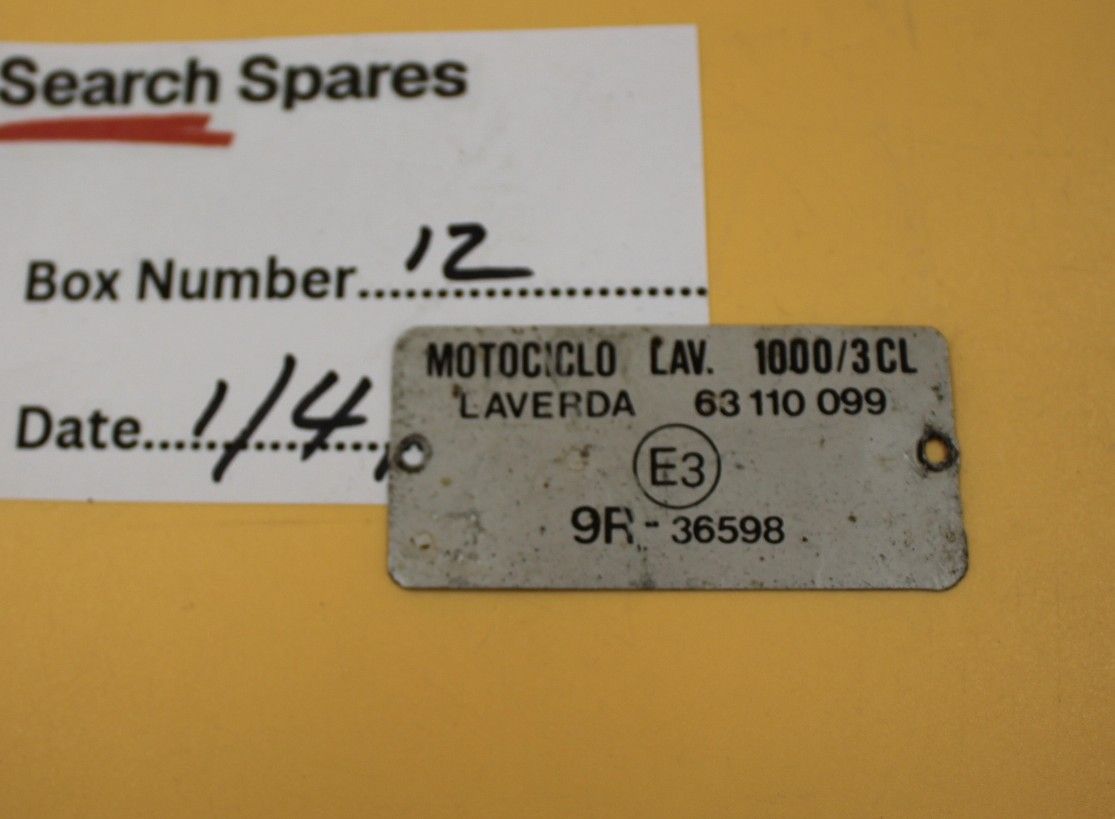 Search Spares
Box Number....12....................
Date....1/4,
MOTOCICLO LAV. 1000/3CL
LAVERDA 63 110 099
E3
9R - 36598